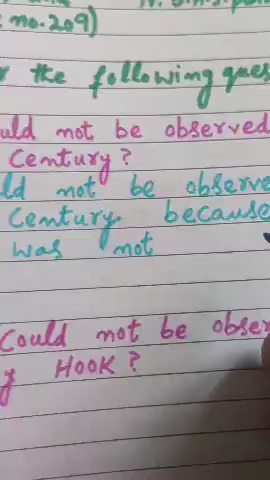 no. 209)
the following ques
uld not be observed
Century?
ld not be observe
Century because
was not
Could not be obser
y HOOK?